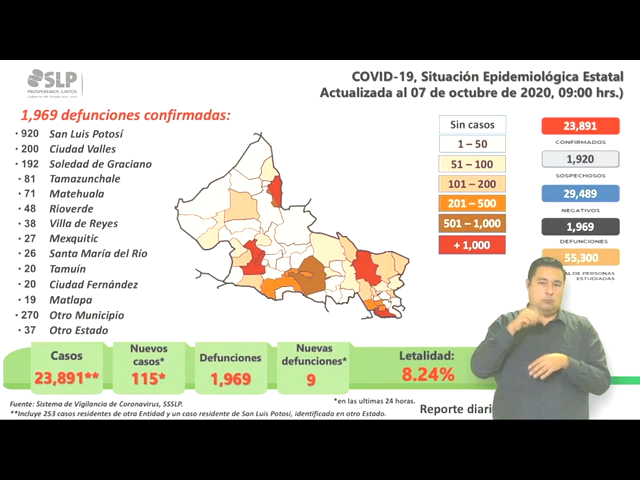 SLP
PROSPEREMOS JUNTOS
COVID-19, Situación Epidemiológica Estatal
Actualizada al 07 de octubre de 2020, 09:00 hrs.)
1,969 defunciones confirmadas:
• 920 San Luis Potosí
• 200 Ciudad Valles
• 192 Soledad de Graciano
• 81 Tamazunchale
• 71 Matehuala
• 48 Rioverde
• 38 Villa de Reyes
• 27 Mexquitic
• 26 Santa María del Río
• 20 Tamuín
• 20 Ciudad Fernández
• 19 Matlapa
• 270 Otro Municipio
• 37 Otro Estado
Sin casos
1 – 50
51 – 100
101 – 200
201 – 500
501 – 1,000
+ 1,000
23,891
CONFIRMADOS
1,920
SOSPECHOSOS
29,489
NEGATIVOS
1,969
DEFUNCIONES
55,300
AL DE PERSONAS
ESTUDIADAS
Casos
23,891**
Nuevos
casos*
115*
Defunciones
1,969
Nuevas
defunciones*
9
Letalidad:
8.24%
*en las ultimas 24 horas.
Fuente: Sistema de Vigilancia de Coronavirus, SSSLP.
**Incluye 253 casos residentes de otra Entidad y un caso residente de San Luis Potosí, identificada en otro Estado.
Reporte diari